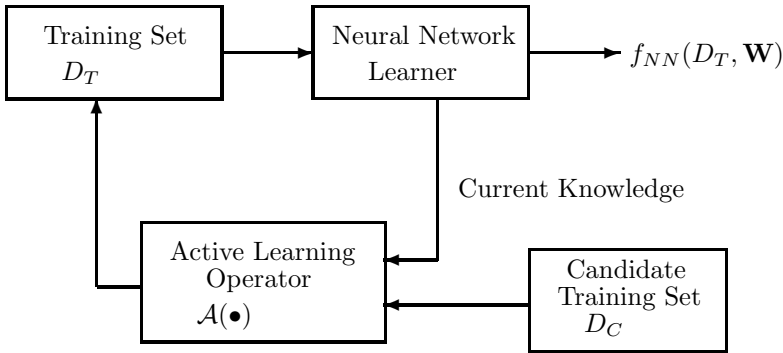 Training Set
D_T
Neural Network
Learner
f_{NN}(D_T, W)
Current Knowledge
Active Learning
Operator
𝒜(•)
Candidate
Training Set
D_C